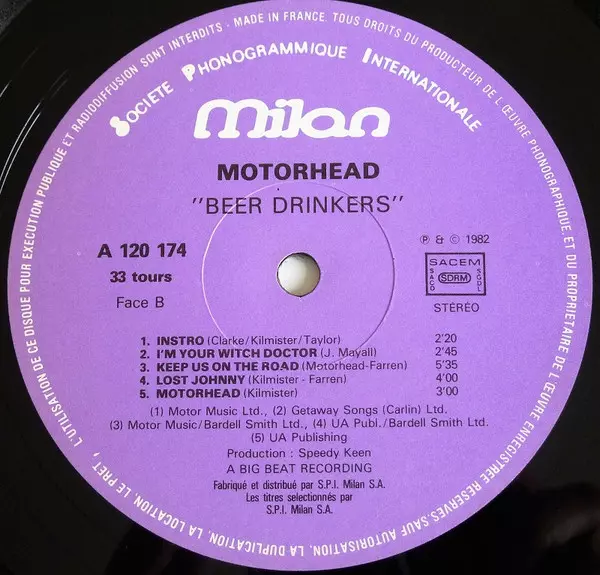 L'UTILISATION DE CE DISQUE POUR EXECUTION PUBLIQUE ET RADIODIFFUSION SONT INTERDITS - MADE IN FRANCE. TOUS DROITS DU PRODUCTEUR DE L'ŒUVRE PHONOGRAPHIQUE ET DU PROPRIETAIRE DE L'ŒUVRE ENREGISTREE RESERVES. SAUF AUTORISATION, LA DUPLICATION, LA LOCATION, LE PRET,
SOCIETE PHONOGRAMMIQUE INTERNATIONALE
Milan
MOTORHEAD
"BEER DRINKERS"
A 120 174
33 tours
Face B
℗ & © 1982
SACEM
SACD SDRM SGDL
STÉRÉO
1. INSTRO (Clarke/Kilmister/Taylor) 2'20
2. I'M YOUR WITCH DOCTOR (J. Mayall) 2'45
3. KEEP US ON THE ROAD (Motorhead-Farren) 5'35
4. LOST JOHNNY (Kilmister - Farren) 4'00
5. MOTORHEAD (Kilmister) 3'00
(1) Motor Music Ltd., (2) Getaway Songs (Carlin) Ltd.
(3) Motor Music/Bardell Smith Ltd., (4) UA Publ./Bardell Smith Ltd.
(5) UA Publishing
Production : Speedy Keen
A BIG BEAT RECORDING
Fabriqué et distribué par S.P.I. Milan S.A.
Les titres selectionnés par
S.P.I. Milan S.A.